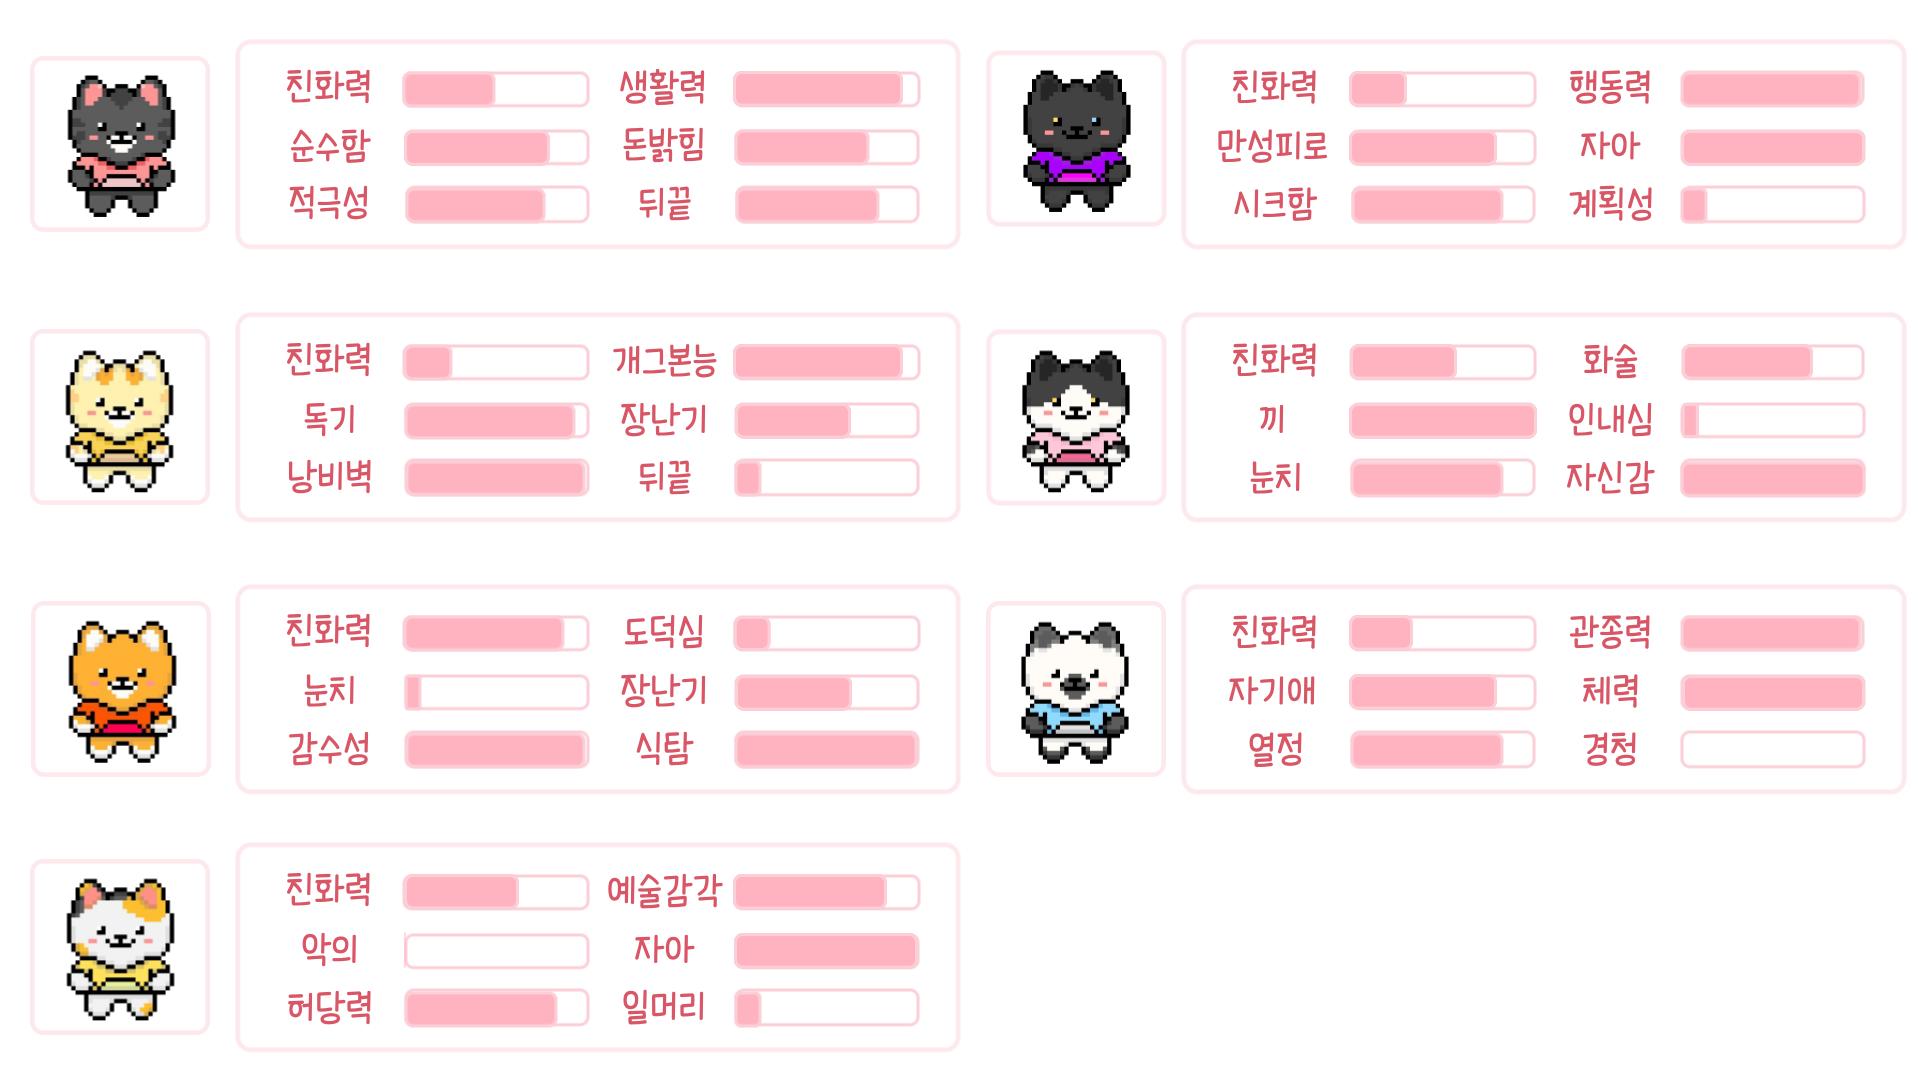 친화력 생활력
순수함 돈밝힘
적극성 뒤끝
친화력 행동력
만성피로 자아
시크함 계획성
친화력 개그본능
독기 장난기
낭비벽 뒤끝
친화력 화술
끼 인내심
눈치 자신감
친화력 도덕심
눈치 장난기
감수성 식탐
친화력 관종력
자기애 체력
열정 경청
친화력 예술감각
악의 자아
허당력 일머리